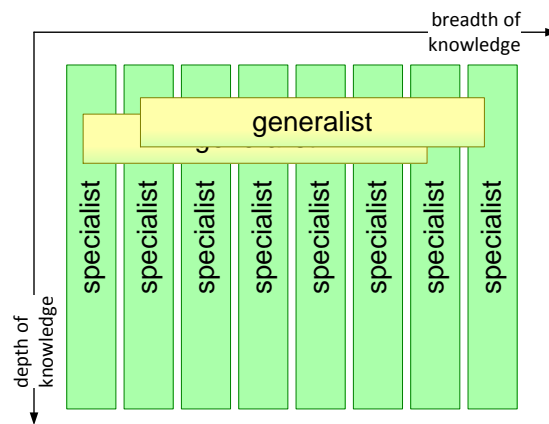 breadth of
knowledge
generalist
specialist
specialist
specialist
specialist
specialist
specialist
specialist
specialist
depth of
knowledge